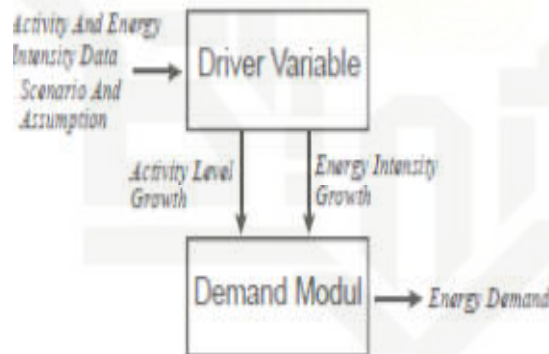 Activity And Energy
Intensity Data
Scenario And
Assumption
Driver Variable
Activity Level
Growth
Energy Intensity
Growth
Demand Modul
Energy Demand